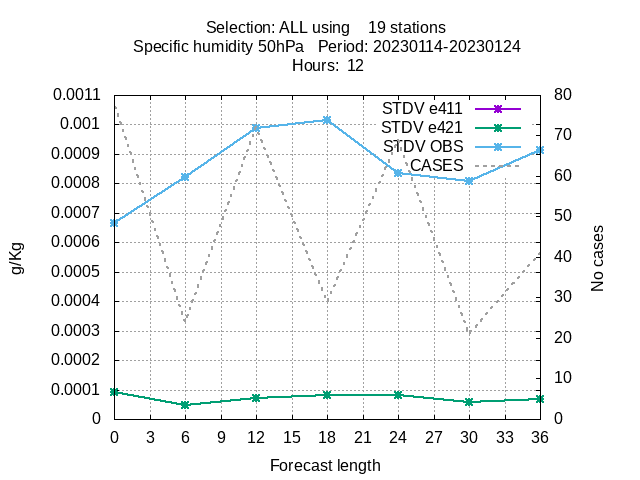 Selection: ALL using    19 stations
Specific humidity 50hPa   Period: 20230114-20230124
Hours:  12
0.0011
0.001
0.0009
0.0008
0.0007
0.0006
0.0005
0.0004
0.0003
0.0002
0.0001
0
g/Kg
STDV e411
STDV e421
STDV OBS
CASES
80
70
60
50
40
30
20
10
0
No cases
0 3 6 9 12 15 18 21 24 27 30 33 36
Forecast length